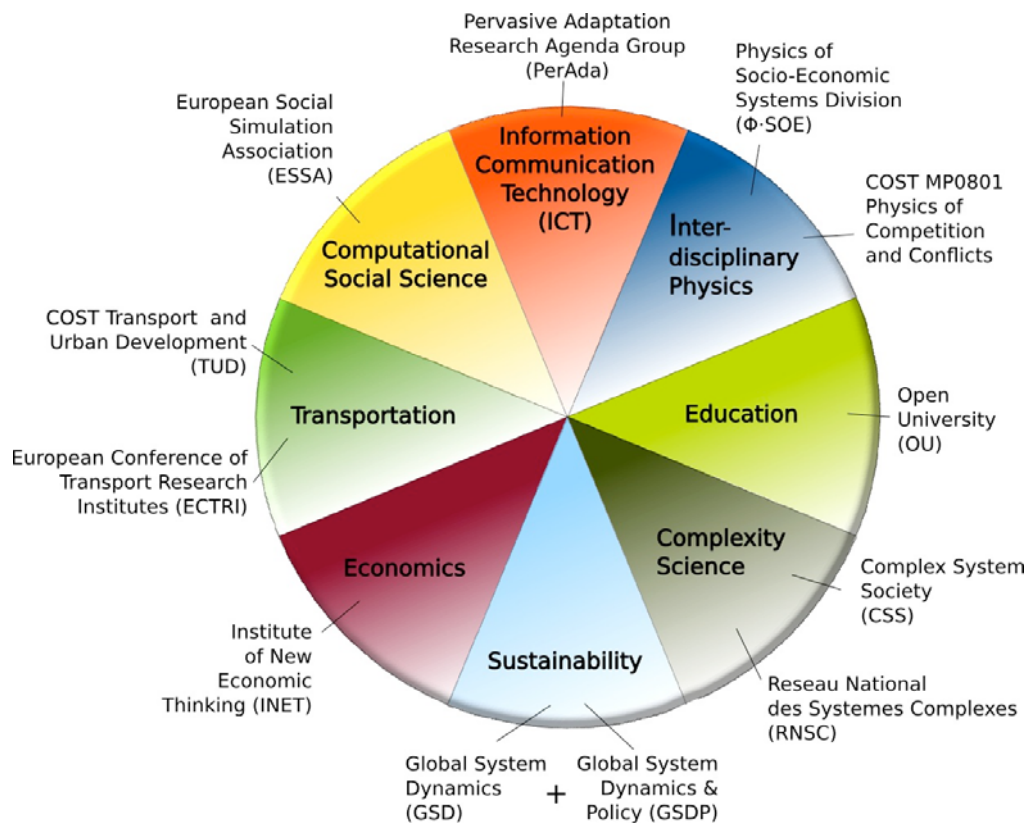 Pervasive Adaptation
Research Agenda Group
(PerAda)
Physics of
Socio-Economic
Systems Division
(Φ·SOE)
European Social
Simulation
Association
(ESSA)
Information
Communication
Technology
(ICT)
COST MP0801
Physics of
Competition
and Conflicts
Inter-
disciplinary
Physics
Computational
Social Science
COST Transport and
Urban Development
(TUD)
Transportation
Education
Open
University
(OU)
European Conference of
Transport Research
Institutes (ECTRI)
Economics
Complexity
Science
Complex System
Society
(CSS)
Institute
of New
Economic
Thinking (INET)
Sustainability
Reseau National
des Systemes Complexes
(RNSC)
Global System
Dynamics
(GSD)
+
Global System
Dynamics &
Policy (GSDP)